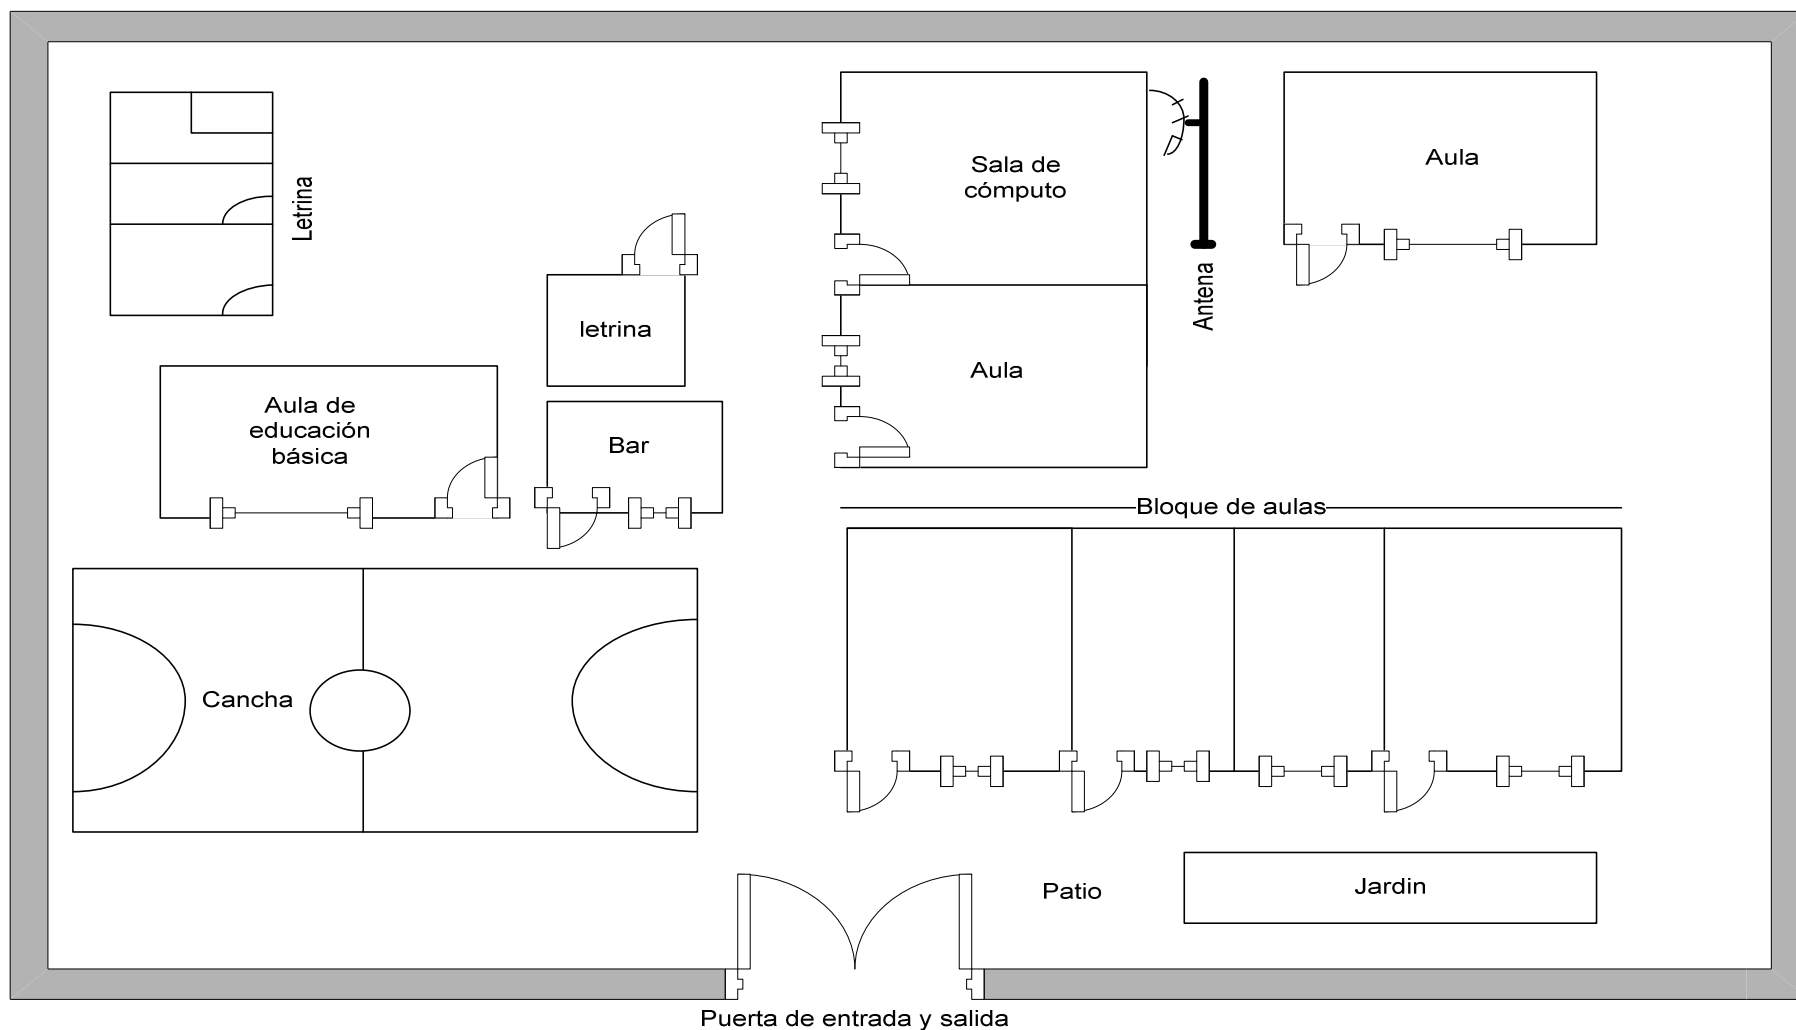 Letrina
Sala de
cómputo
Antena
Aula
letrina
Aula
Aula de
educación
básica
Bar
Bloque de aulas
Cancha
Patio
Jardin
Puerta de entrada y salida